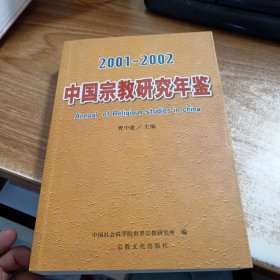 2001-2002
中国宗教研究年鉴
Annual of Religious studies in china
曹中建／主编
中国社会科学院世界宗教研究所 编
宗教文化出版社